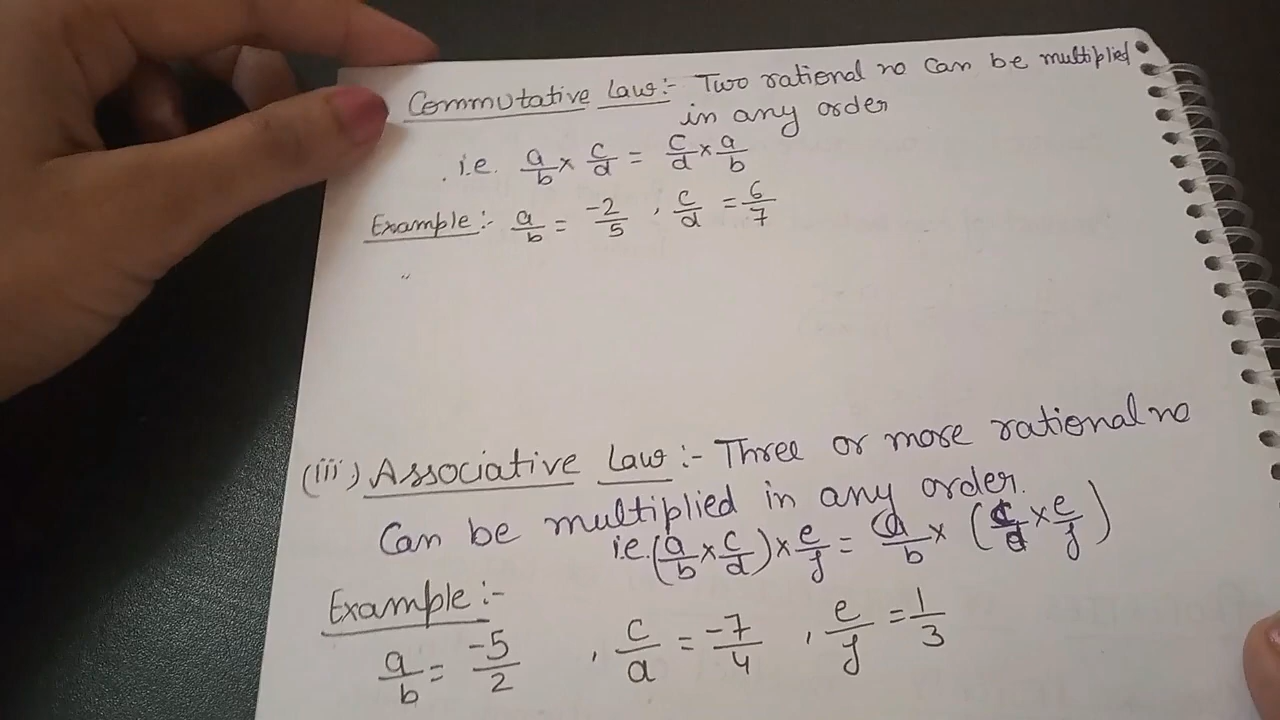 Commutative Law:- Two rational no can be multiplied
in any order
i.e. a/b × c/d = c/d × a/b
Example:- a/b = -2/5 , c/d = 6/7
(iii) Associative Law:- Three or more rational no
Can be multiplied in any order.
i.e. (a/b × c/d) × e/f = a/b × (c/d × e/f)
Example:-
a/b = -5/2 , c/d = -7/4 , e/f = 1/3